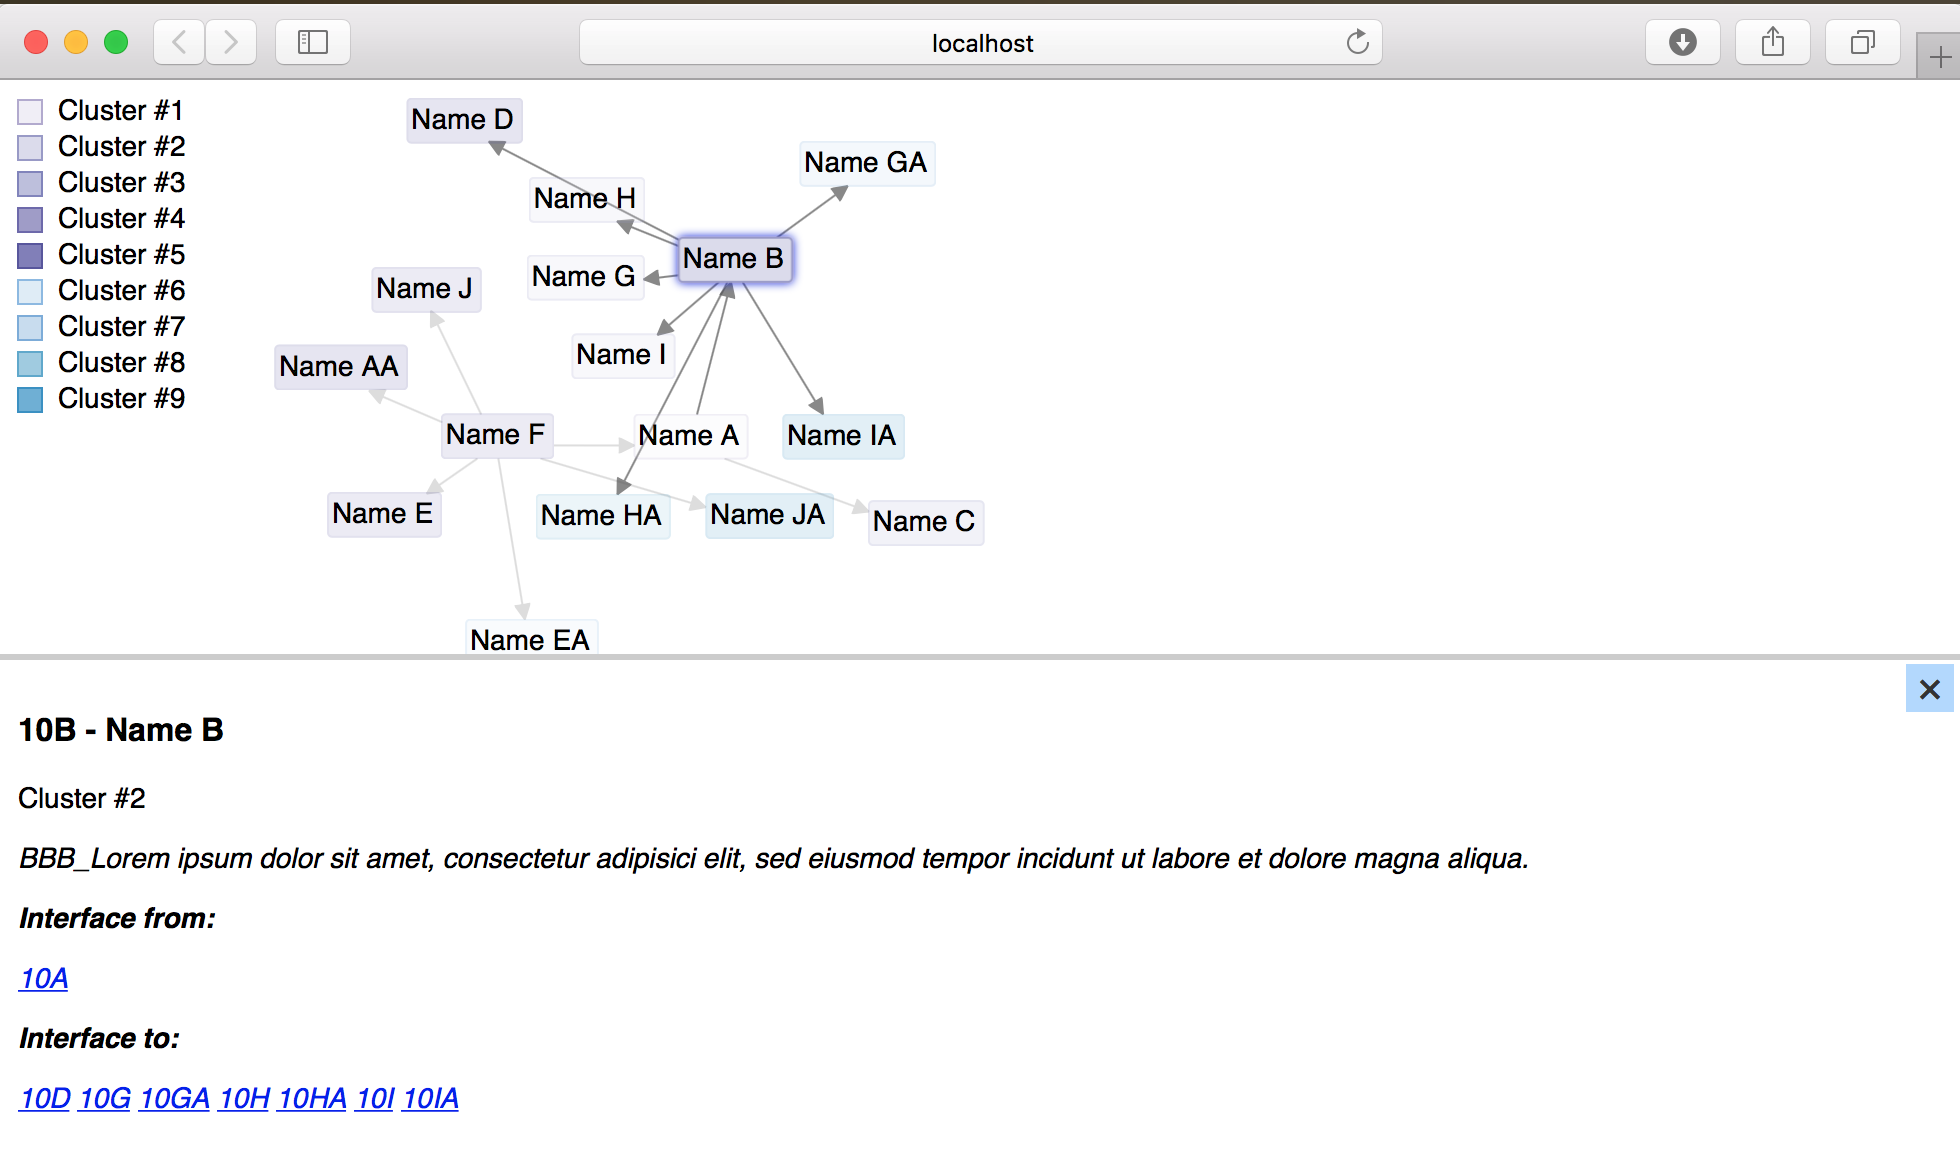 localhost
Cluster #1
Cluster #2
Cluster #3
Cluster #4
Cluster #5
Cluster #6
Cluster #7
Cluster #8
Cluster #9
Name D
Name GA
Name H
Name B
Name G
Name J
Name I
Name AA
Name F
Name A
Name IA
Name E
Name HA
Name JA
Name C
Name EA
10B - Name B
Cluster #2
BBB_Lorem ipsum dolor sit amet, consectetur adipisici elit, sed eiusmod tempor incidunt ut labore et dolore magna aliqua.
Interface from:
10A
Interface to:
10D 10G 10GA 10H 10HA 10I 10IA